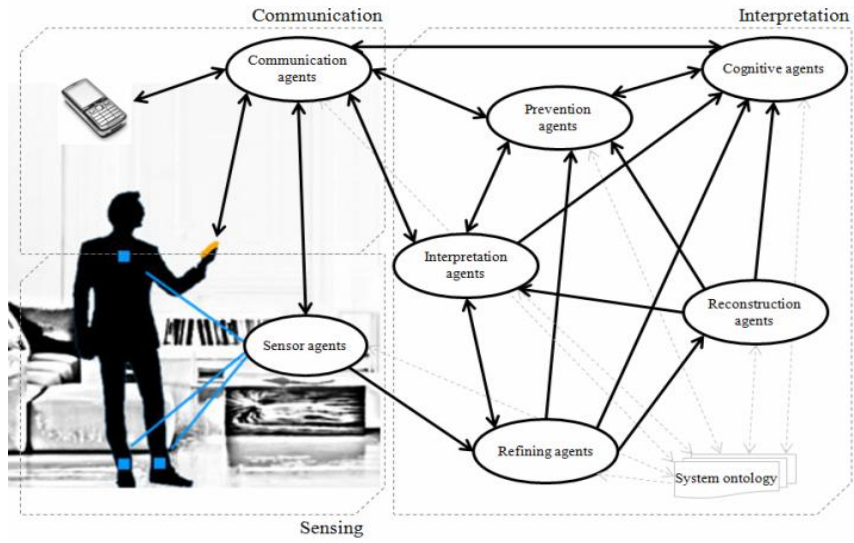 Communication
Interpretation
Communication
agents
Cognitive agents
Prevention
agents
Interpretation
agents
Reconstruction
agents
Sensor agents
Refining agents
System ontology
Sensing